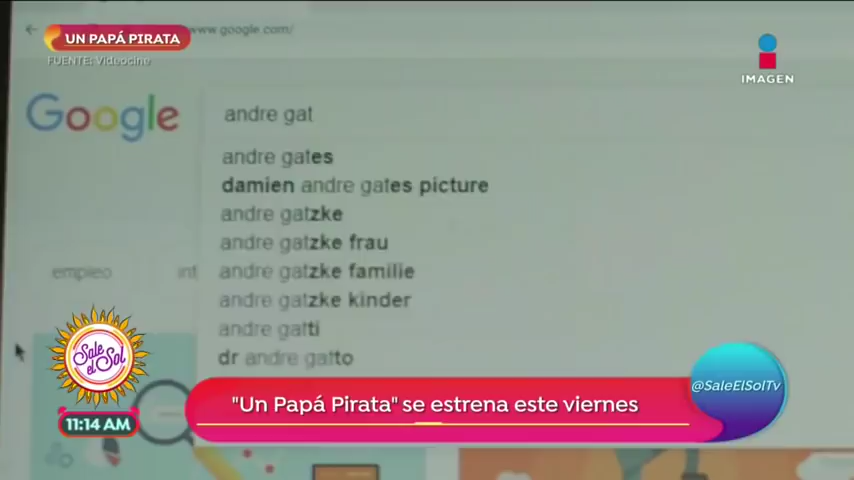 UN PAPÁ PIRATA
www.google.com/
FUENTE: Videocine
IMAGEN
Google
andre gat
andre gates
damien andre gates picture
andre gatzke
andre gatzke frau
andre gatzke familie
andre gatzke kinder
andre gatti
dr andre gatto
empleo int
Sale el Sol
11:14 AM
"Un Papá Pirata" se estrena este viernes
@SaleElSolTv